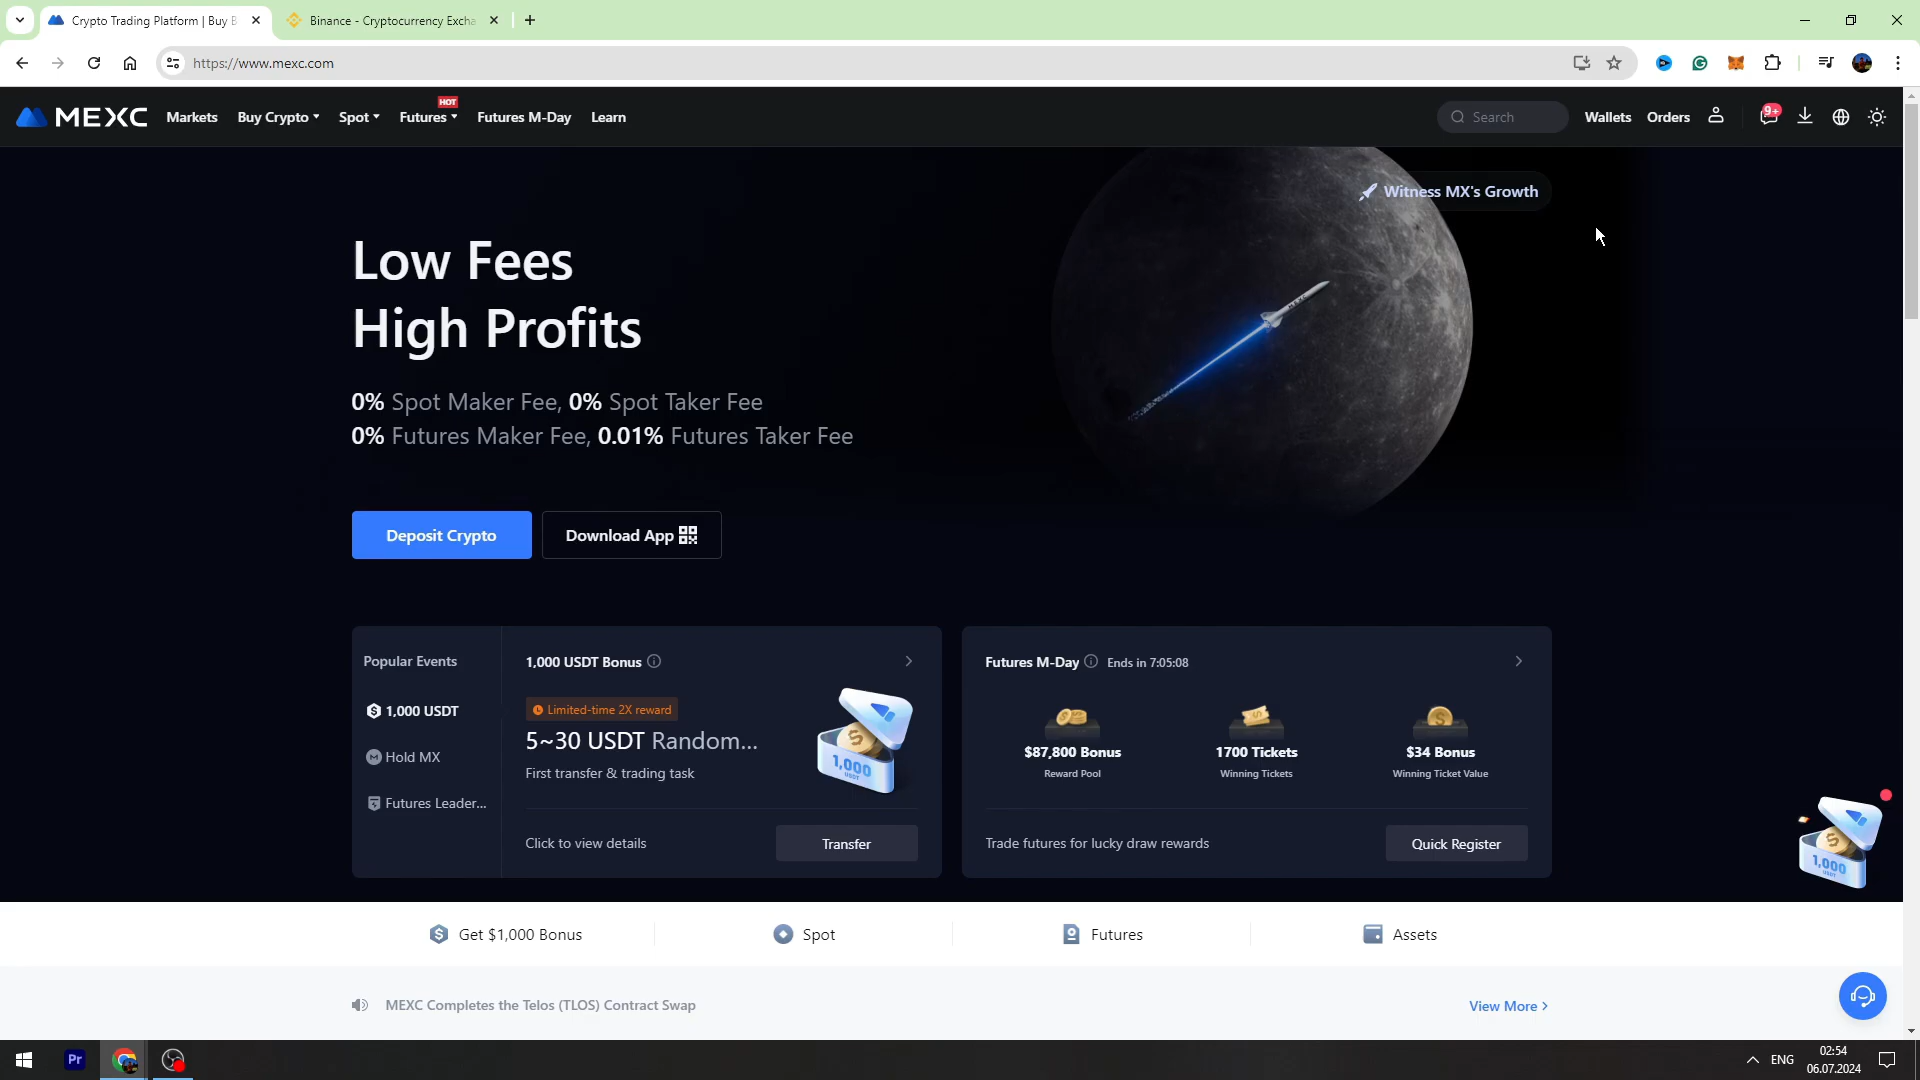 Crypto Trading Platform | Buy B
Binance - Cryptocurrency Excha
https://www.mexc.com
MEXC
Markets
Buy Crypto
Spot
Futures
HOT
Futures M-Day
Learn
Search
Wallets
Orders
9+
Witness MX's Growth
Low Fees
High Profits
0% Spot Maker Fee, 0% Spot Taker Fee
0% Futures Maker Fee, 0.01% Futures Taker Fee
Deposit Crypto
Download App
Popular Events
1,000 USDT
Hold MX
Futures Leader...
1,000 USDT Bonus
Limited-time 2X reward
5~30 USDT Random...
First transfer & trading task
1,000
USDT
Click to view details
Transfer
Futures M-Day
Ends in 7:05:08
$87,800 Bonus
Reward Pool
1700 Tickets
Winning Tickets
$34 Bonus
Winning Ticket Value
Trade futures for lucky draw rewards
Quick Register
1,000
USDT
Get $1,000 Bonus
Spot
Futures
Assets
MEXC Completes the Telos (TLOS) Contract Swap
View More
Pr
ENG
02:54
06.07.2024